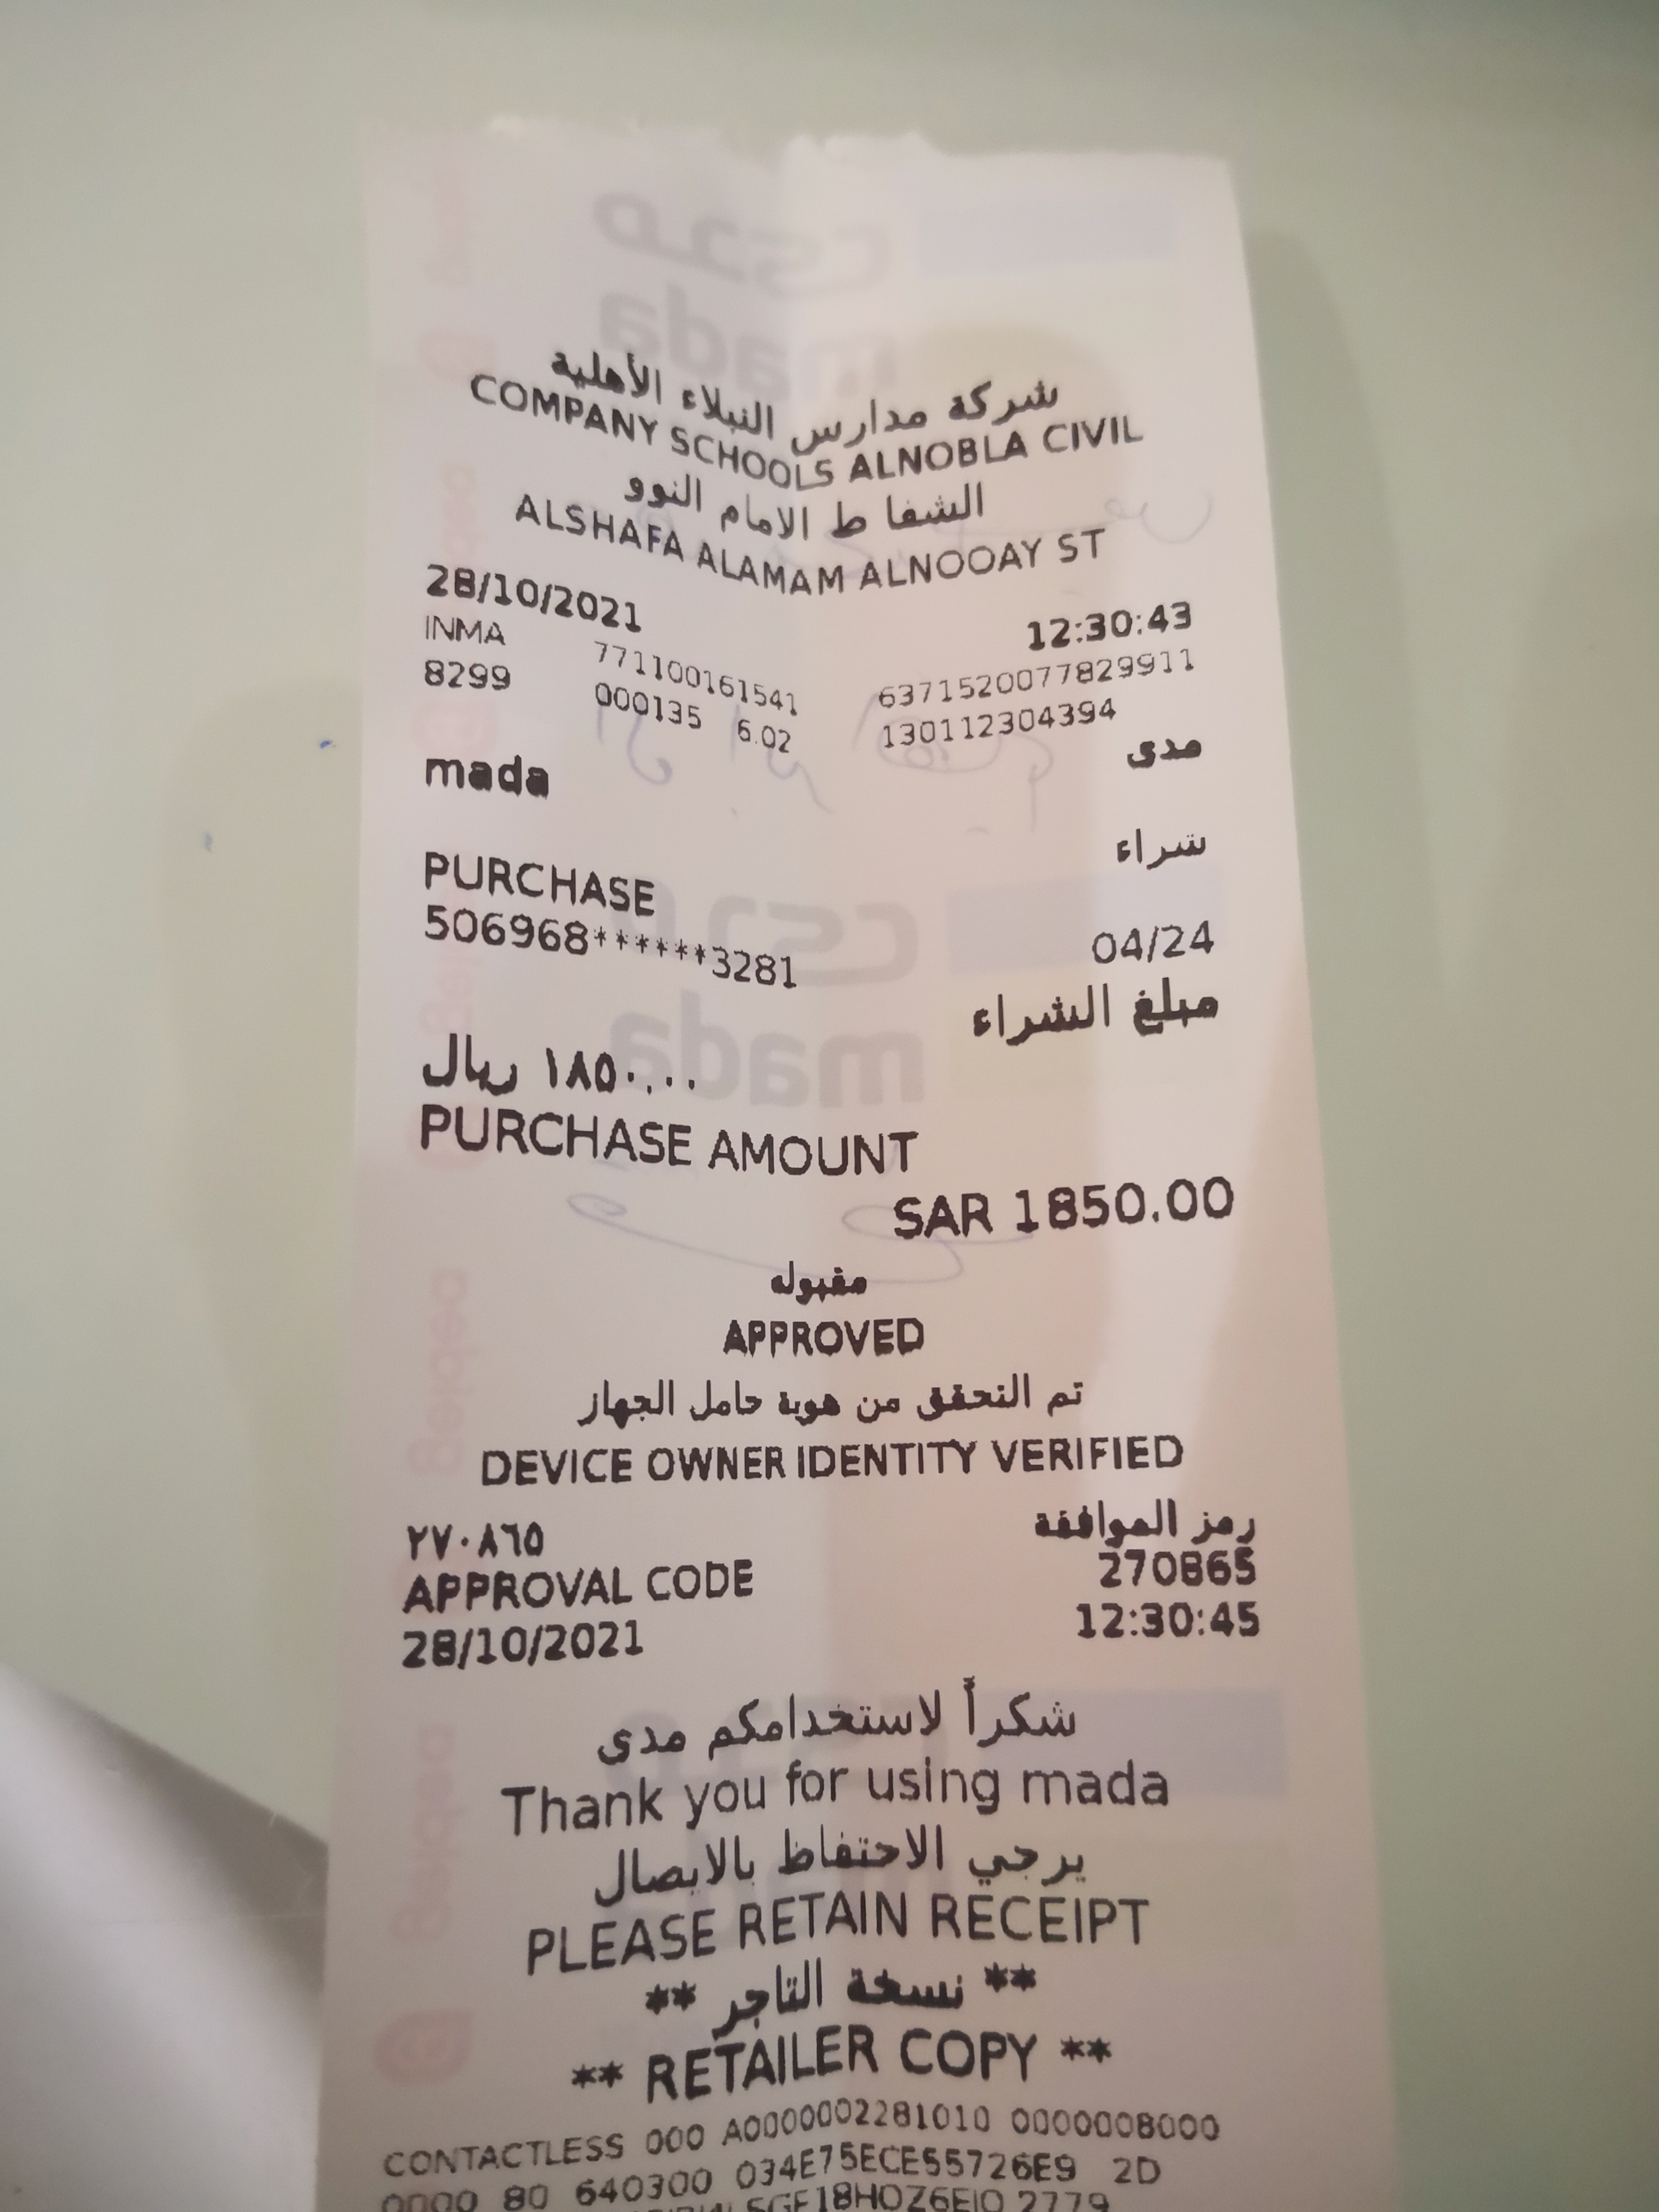 شركة مدارس النبلاء الأهلية
COMPANY SCHOOLS ALNOBLA CIVIL
الشفا ط الامام النوو
ALSHAFA ALAMAM ALNOOAY ST
28/10/2021 12:30:43
INMA 771100161541 6371520077829911
8299 000135 6.02 130112304394
mada مدى
PURCHASE شراء
506968******3281 04/24
مبلغ الشراء
١٨٥٠.٠٠ ريال
PURCHASE AMOUNT
SAR 1850.00
مقبوله
APPROVED
تم التحقق من هوية حامل الجهاز
DEVICE OWNER IDENTITY VERIFIED
رمز الموافقة ٢٧٠٨٦٥
APPROVAL CODE 270865
28/10/2021 12:30:45
شكراً لاستخدامكم مدى
Thank you for using mada
يرجي الاحتفاظ بالايصال
PLEASE RETAIN RECEIPT
** نسخة التاجر **
** RETAILER COPY **
CONTACTLESS 000 A0000002281010 0000008000
0000 80 640300 034E75ECE55726E9 2D